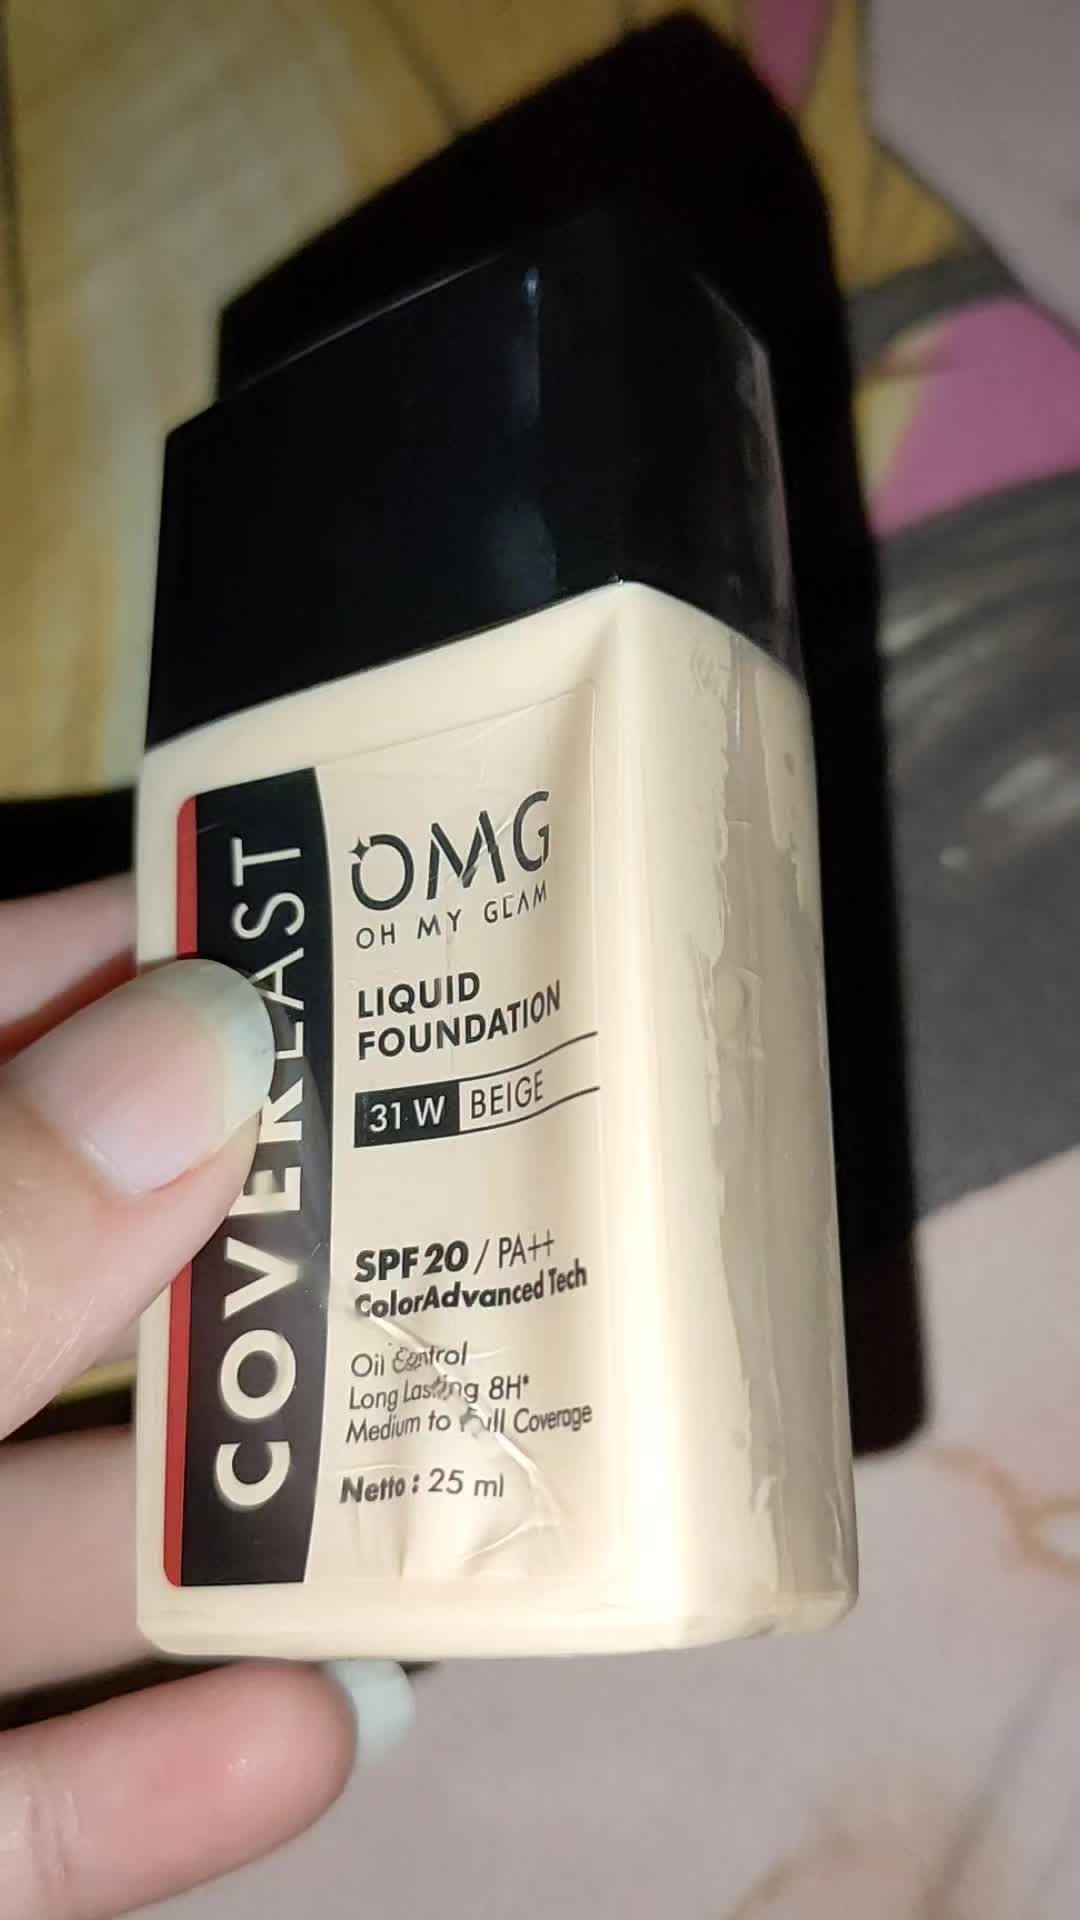 COVERLAST
OMG
OH MY GLAM
LIQUID
FOUNDATION
31 W BEIGE
SPF 20 / PA++
ColorAdvanced Tech
Oil Control
Long Lasting 8H*
Medium to Full Coverage
Netto : 25 ml